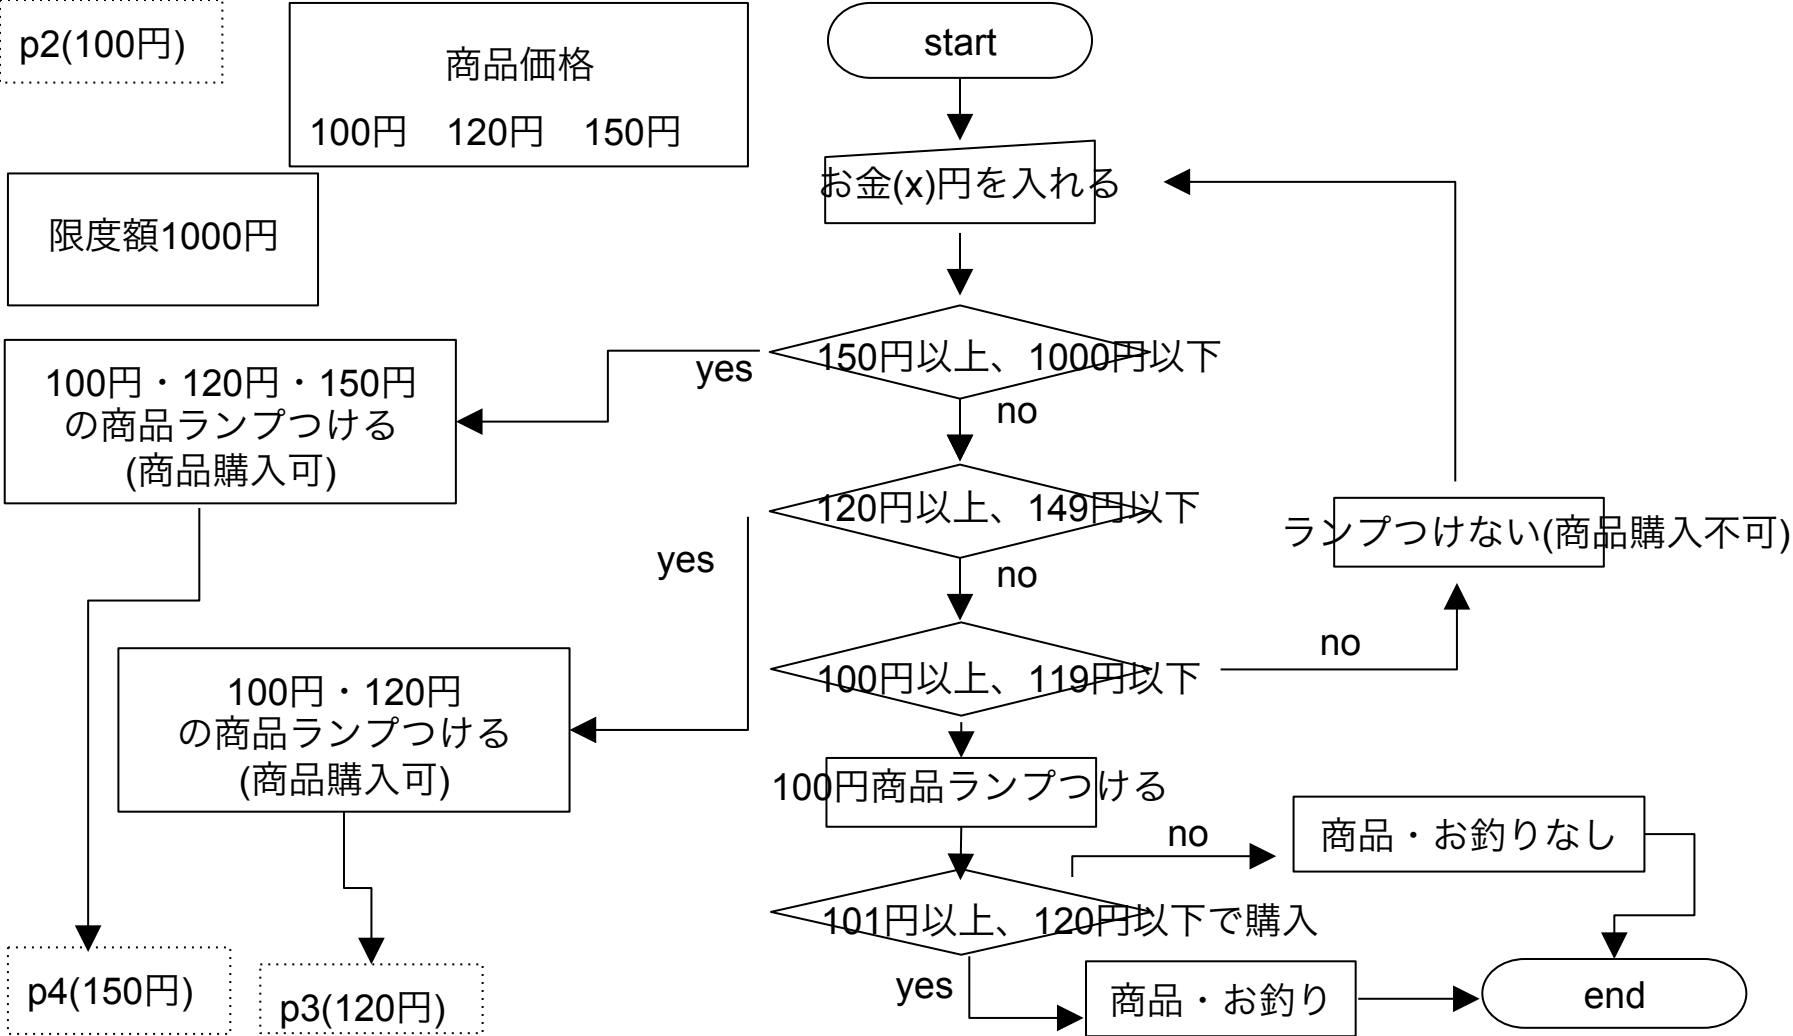 p2(100円)
商品価格
100円　120円　150円
限度額1000円
start
お金(x)円を入れる
150円以上、1000円以下
yes
no
100円・120円・150円
の商品ランプつける
(商品購入可)
120円以上、149円以下
yes
no
ランプつけない(商品購入不可)
100円以上、119円以下
no
100円・120円
の商品ランプつける
(商品購入可)
100円商品ランプつける
no
商品・お釣りなし
101円以上、120円以下で購入
yes
商品・お釣り
end
p4(150円)
p3(120円)